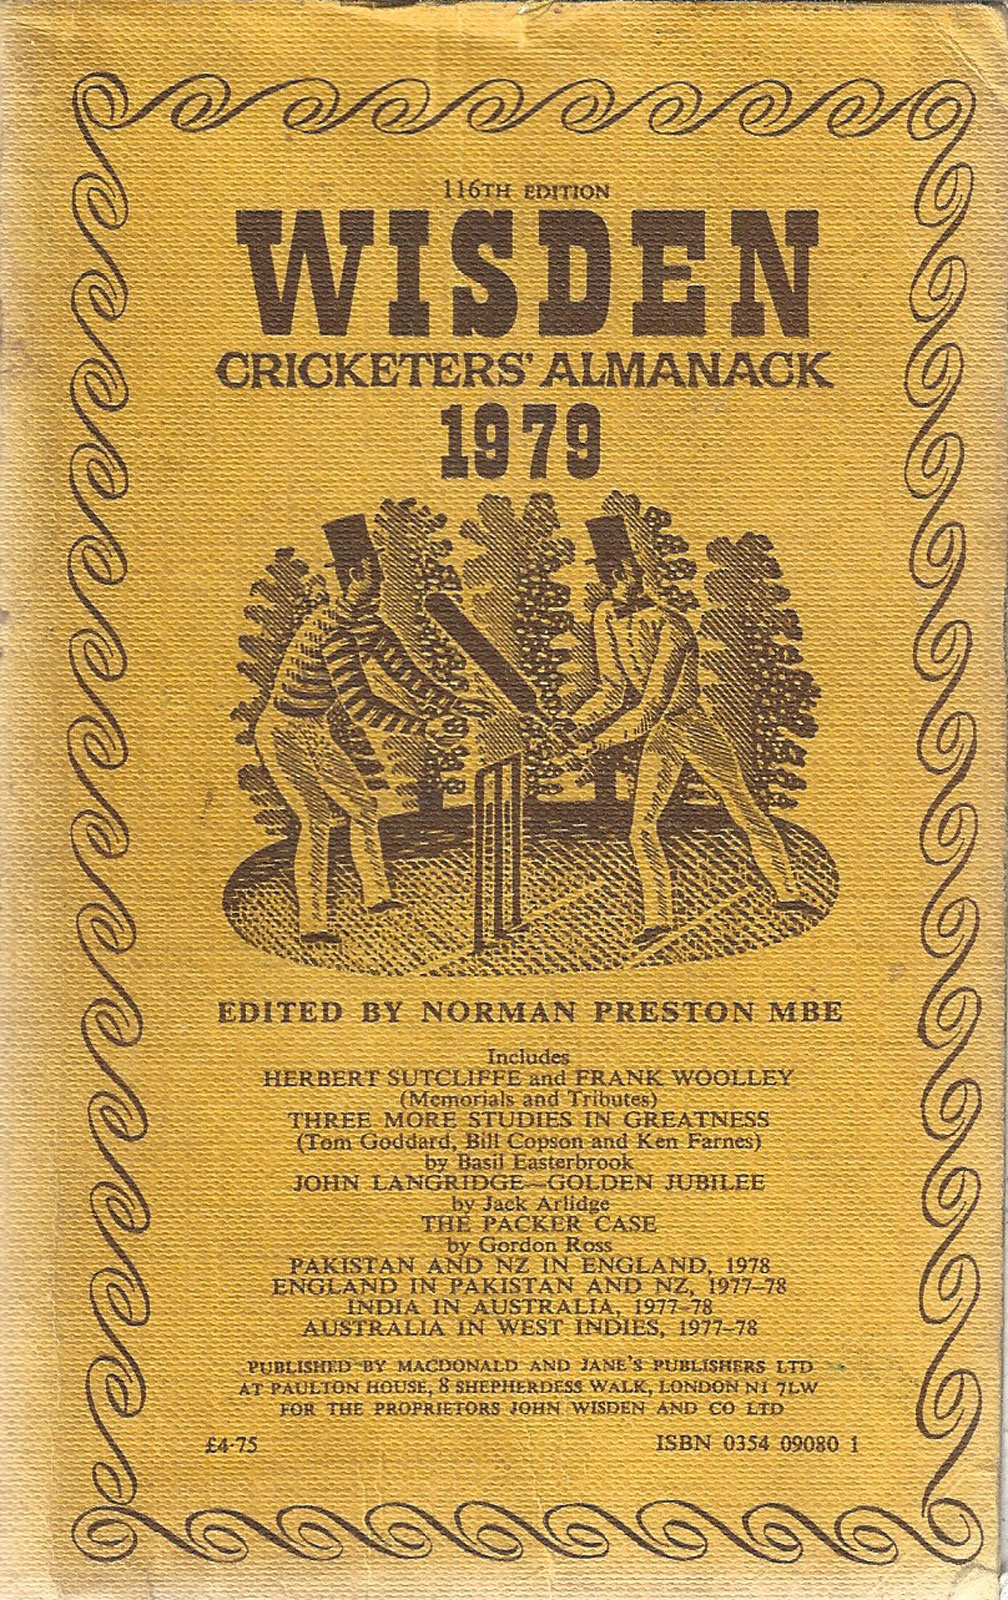 116TH EDITION
WISDEN
CRICKETERS' ALMANACK
1979
EDITED BY NORMAN PRESTON MBE
Includes
HERBERT SUTCLIFFE and FRANK WOOLLEY
(Memorials and Tributes)
THREE MORE STUDIES IN GREATNESS
(Tom Goddard, Bill Copson and Ken Farnes)
by Basil Easterbrook
JOHN LANGRIDGE—GOLDEN JUBILEE
by Jack Arlidge
THE PACKER CASE
by Gordon Ross
PAKISTAN AND NZ IN ENGLAND, 1978
ENGLAND IN PAKISTAN AND NZ, 1977–78
INDIA IN AUSTRALIA, 1977–78
AUSTRALIA IN WEST INDIES, 1977–78
PUBLISHED BY MACDONALD AND JANE'S PUBLISHERS LTD
AT PAULTON HOUSE, 8 SHEPHERDESS WALK, LONDON N1 7LW
FOR THE PROPRIETORS JOHN WISDEN AND CO LTD
£4·75
ISBN 0354 09080 1